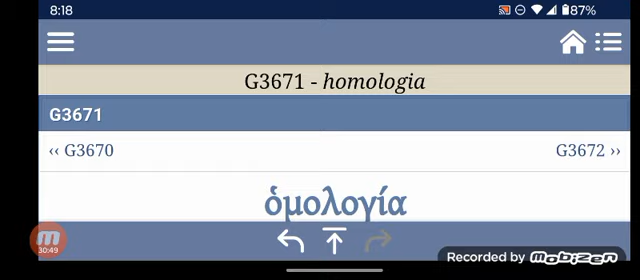 8:18
87%
G3671 - homologia
G3671
‹‹ G3670
G3672 ››
ὁμολογία
30:49
Recorded by mobizen